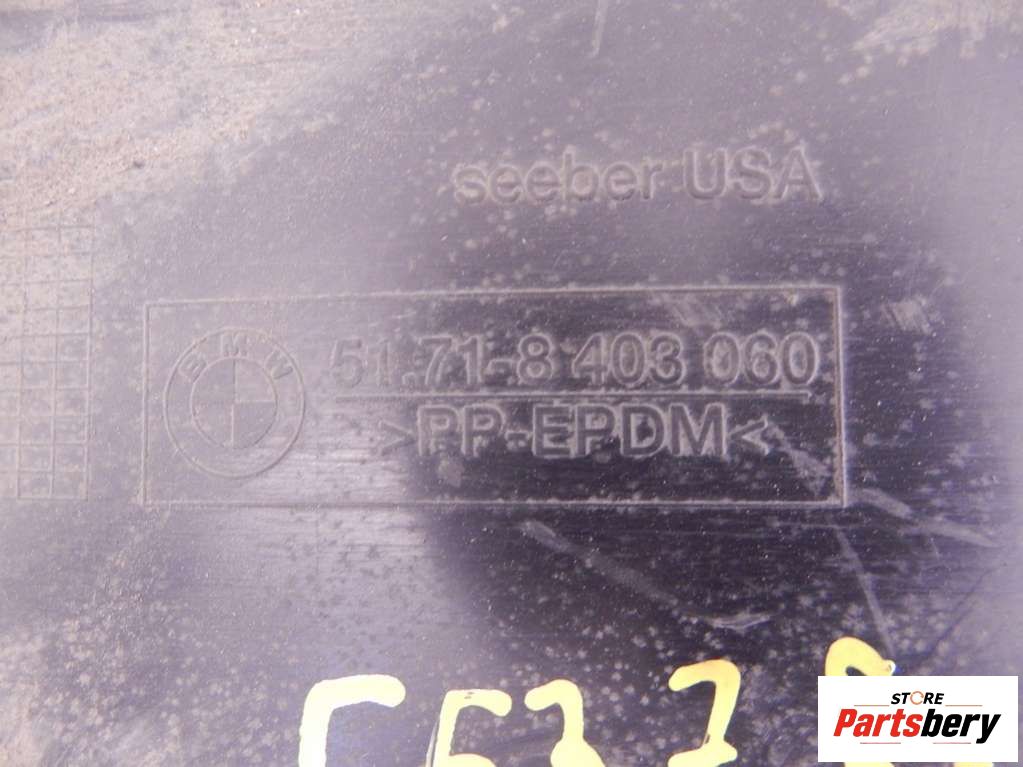 seeber USA
BMW
51.71-8 403 060
>PP-EPDM<
STORE
Partsbery